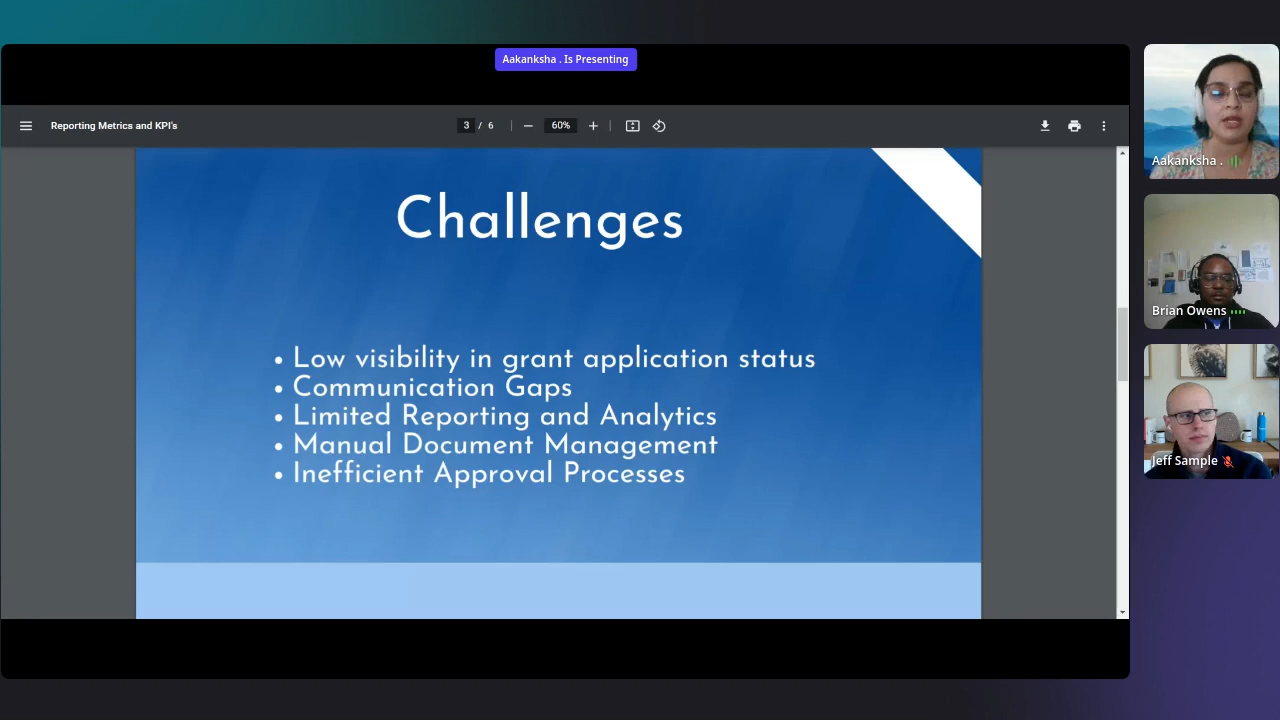 Aakanksha . Is Presenting
Reporting Metrics and KPI's
3 / 6
60%
Challenges
• Low visibility in grant application status
• Communication Gaps
• Limited Reporting and Analytics
• Manual Document Management
• Inefficient Approval Processes
Aakanksha .
Brian Owens
Jeff Sample